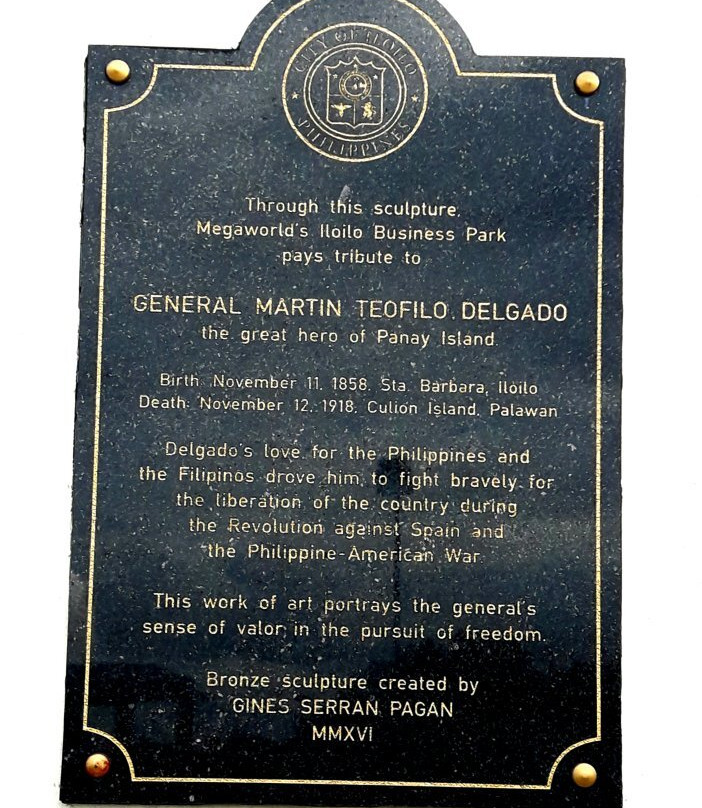 CITY OF ILOILO
PHILIPPINES
Through this sculpture,
Megaworld's Iloilo Business Park
pays tribute to
GENERAL MARTIN TEOFILO DELGADO
the great hero of Panay Island.
Birth: November 11, 1858, Sta. Barbara, Iloilo
Death: November 12, 1918, Culion Island, Palawan
Delgado's love for the Philippines and
the Filipinos drove him to fight bravely for
the liberation of the country during
the Revolution against Spain and
the Philippine-American War.
This work of art portrays the general's
sense of valor in the pursuit of freedom.
Bronze sculpture created by
GINES SERRAN PAGAN
MMXVI